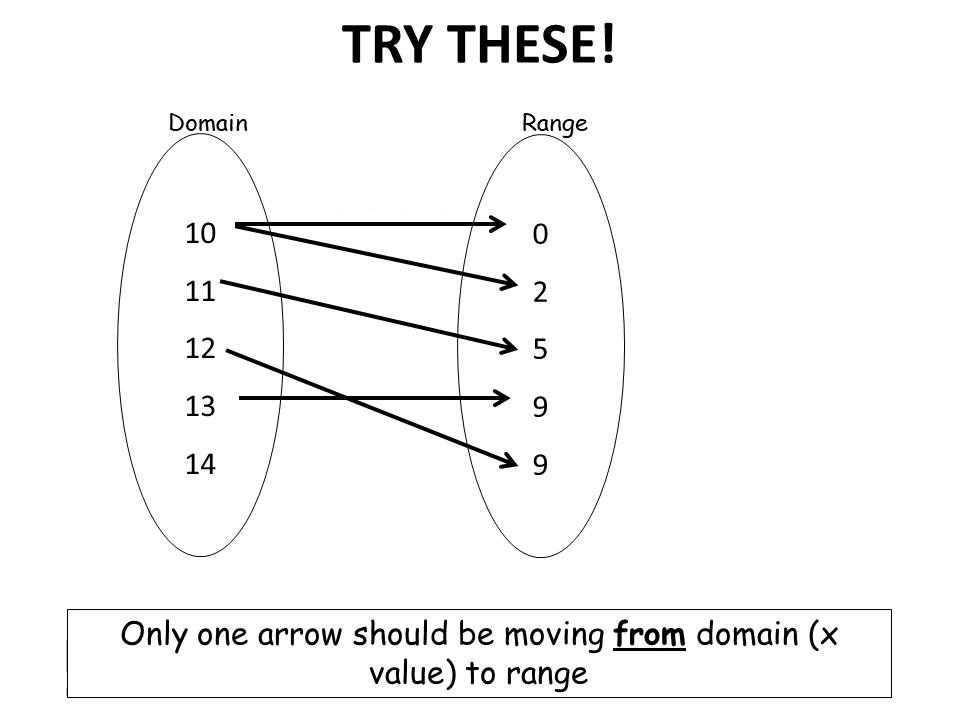 TRY THESE!
Domain Range
10 0
11 2
12 5
13 9
14 9
Only one arrow should be moving from domain (x
value) to range